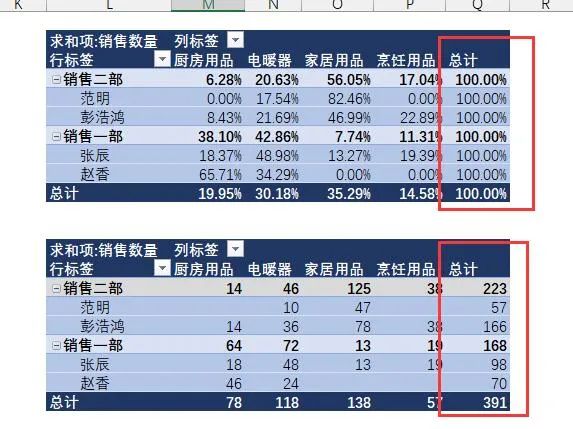 K L M N O P Q R
求和项:销售数量 列标签
行标签 厨房用品 电暖器 家居用品 烹饪用品 总计
销售二部 6.28% 20.63% 56.05% 17.04% 100.00%
范明 0.00% 17.54% 82.46% 0.00% 100.00%
彭浩鸿 8.43% 21.69% 46.99% 22.89% 100.00%
销售一部 38.10% 42.86% 7.74% 11.31% 100.00%
张辰 18.37% 48.98% 13.27% 19.39% 100.00%
赵香 65.71% 34.29% 0.00% 0.00% 100.00%
总计 19.95% 30.18% 35.29% 14.58% 100.00%
求和项:销售数量 列标签
行标签 厨房用品 电暖器 家居用品 烹饪用品 总计
销售二部 14 46 125 38 223
范明 10 47 57
彭浩鸿 14 36 78 38 166
销售一部 64 72 13 19 168
张辰 18 48 13 19 98
赵香 46 24 70
总计 78 118 138 57 391